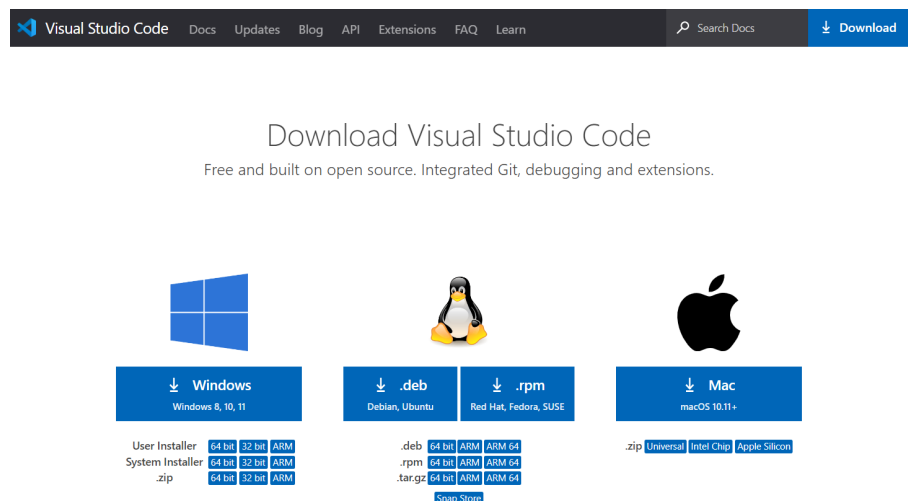 Visual Studio Code Docs Updates Blog API Extensions FAQ Learn Search Docs Download
Download Visual Studio Code
Free and built on open source. Integrated Git, debugging and extensions.
Windows
Windows 8, 10, 11
.deb
Debian, Ubuntu
.rpm
Red Hat, Fedora, SUSE
Mac
macOS 10.11+
User Installer 64 bit 32 bit ARM
System Installer 64 bit 32 bit ARM
.zip 64 bit 32 bit ARM
.deb 64 bit ARM ARM 64
.rpm 64 bit ARM ARM 64
.tar.gz 64 bit ARM ARM 64
Snap Store
.zip Universal Intel Chip Apple Silicon